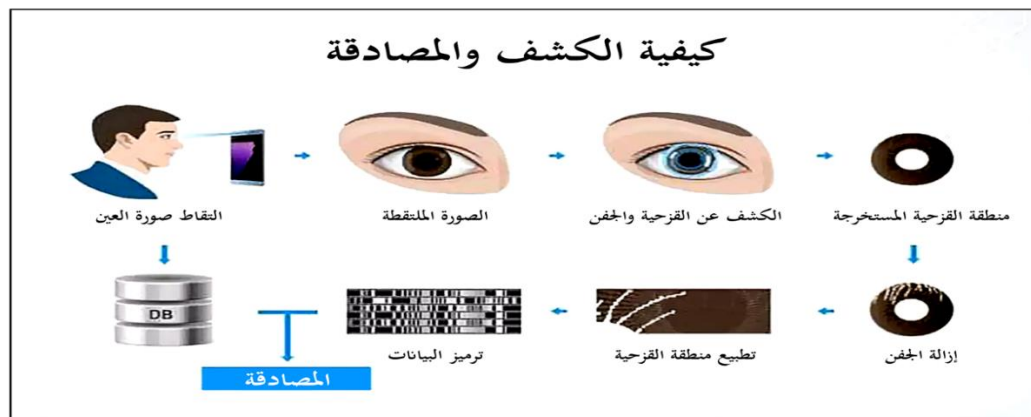 كيفية الكشف والمصادقة
التقاط صورة العين
الصورة الملتقطة
الكشف عن القزحية والجفن
منطقة القزحية المستخرجة
إزالة الجفن
تطبيع منطقة القزحية
ترميز البيانات
DB
المصادقة